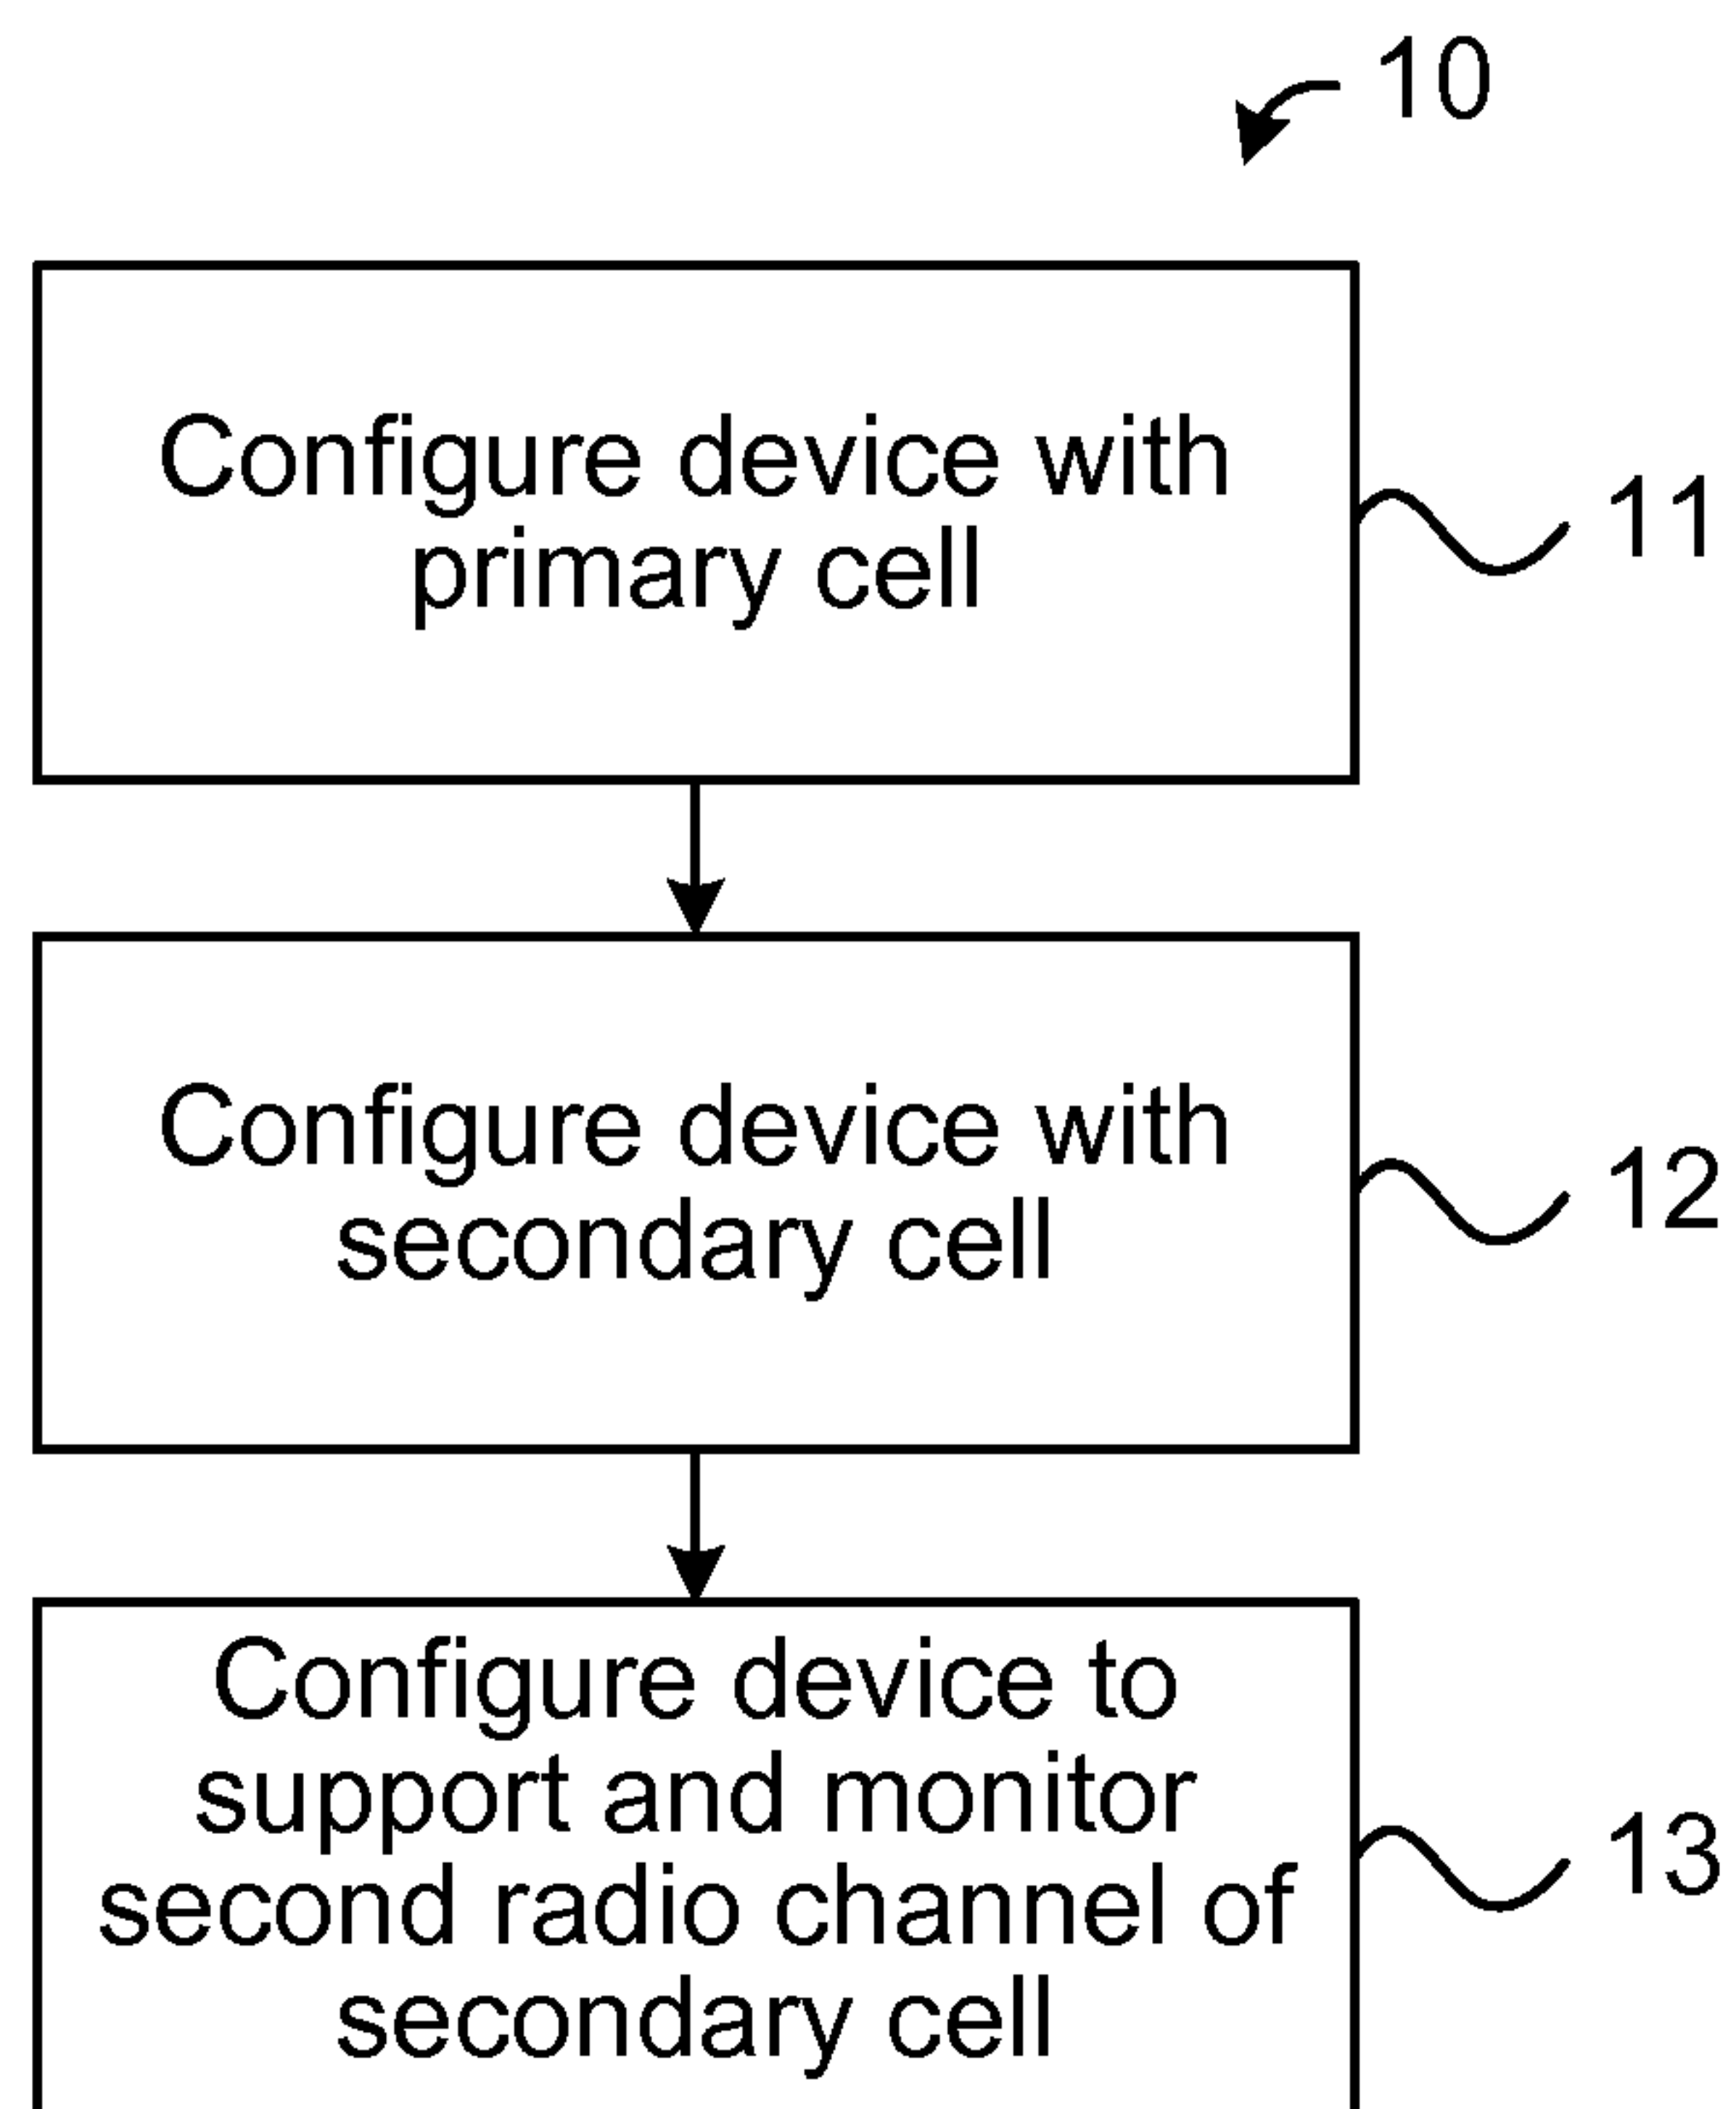 10
Configure device with
primary cell
11
Configure device with
secondary cell
12
Configure device to
support and monitor
second radio channel of
secondary cell
13